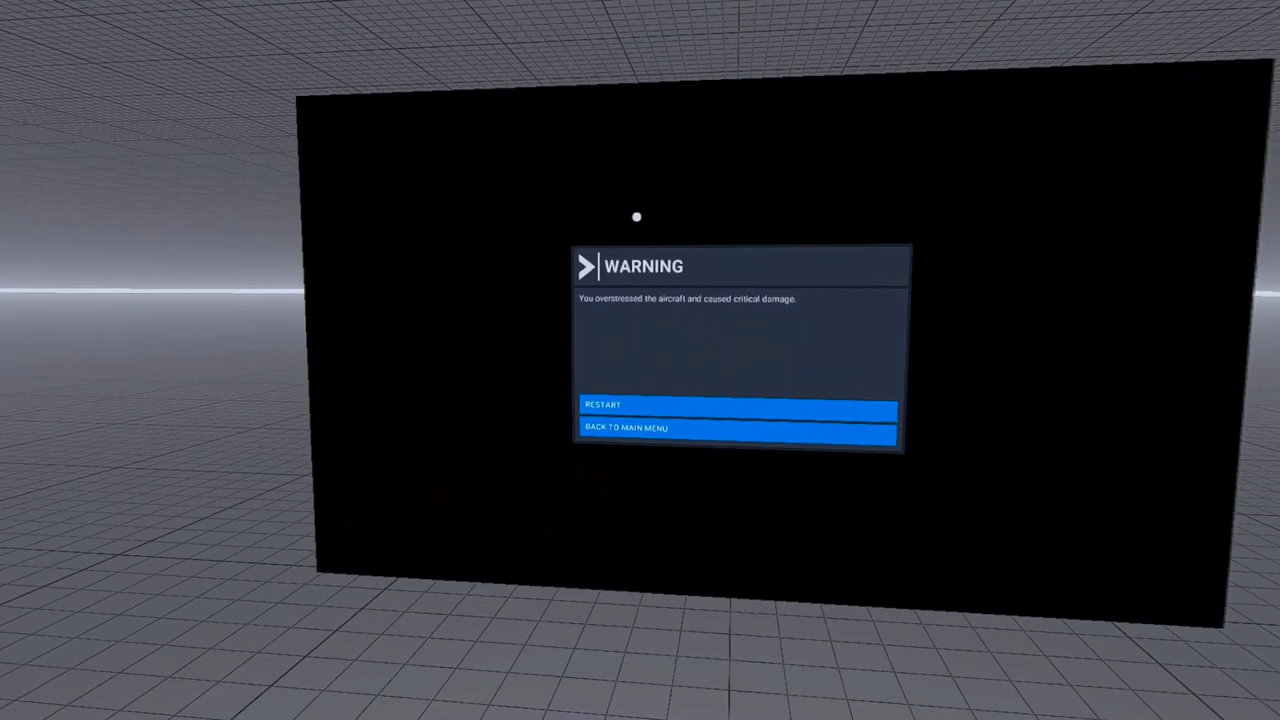 WARNING
You overstressed the aircraft and caused critical damage.
RESTART
BACK TO MAIN MENU